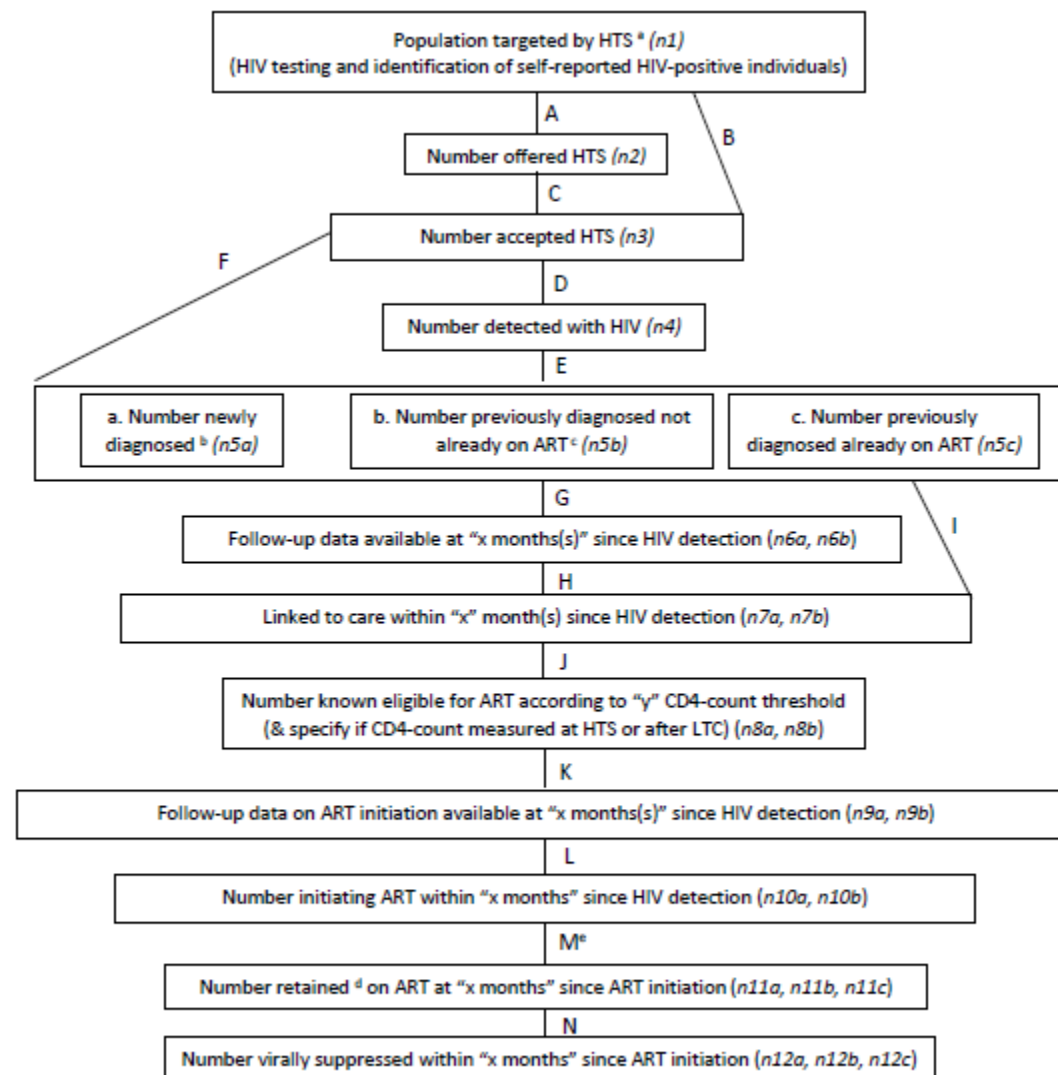 Population targeted by HTS ᵃ (n1)
(HIV testing and identification of self-reported HIV-positive individuals)
A
B
Number offered HTS (n2)
C
Number accepted HTS (n3)
F
D
Number detected with HIV (n4)
E
a. Number newly
diagnosed ᵇ (n5a)
b. Number previously diagnosed not
already on ART ᶜ (n5b)
c. Number previously
diagnosed already on ART (n5c)
G
I
Follow-up data available at “x months(s)” since HIV detection (n6a, n6b)
H
Linked to care within “x” month(s) since HIV detection (n7a, n7b)
J
Number known eligible for ART according to “y” CD4-count threshold
(& specify if CD4-count measured at HTS or after LTC) (n8a, n8b)
K
Follow-up data on ART initiation available at “x months(s)” since HIV detection (n9a, n9b)
L
Number initiating ART within “x months” since HIV detection (n10a, n10b)
Mᵉ
Number retained ᵈ on ART at “x months” since ART initiation (n11a, n11b, n11c)
N
Number virally suppressed within “x months” since ART initiation (n12a, n12b, n12c)